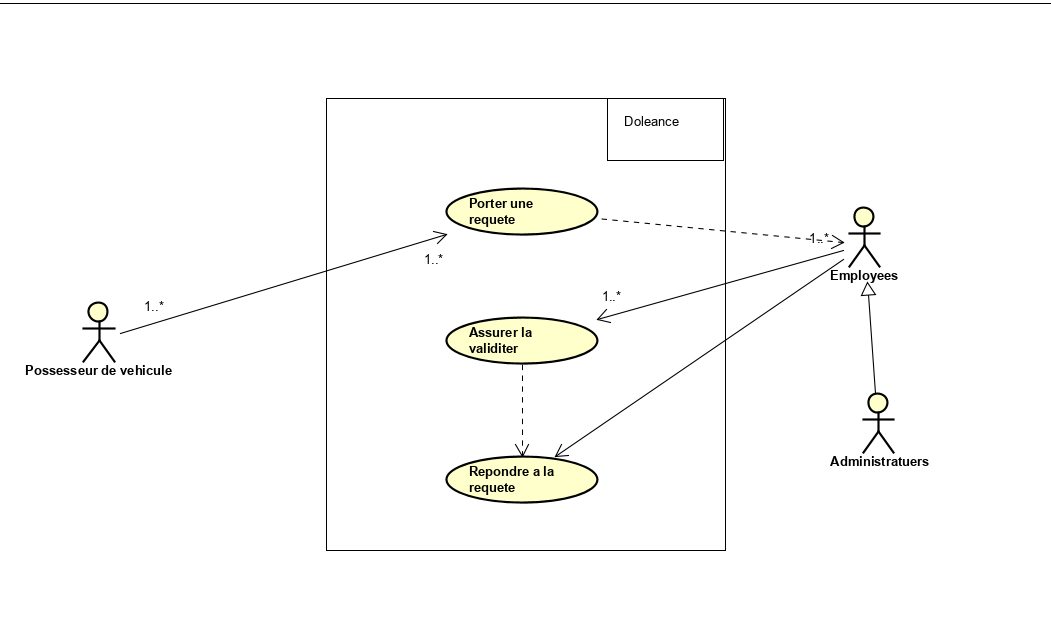 Doleance
Porter une
requete
1..*
1..*
1..*
Employees
1..*
Assurer la
validiter
Possesseur de vehicule
Administratuers
Repondre a la
requete